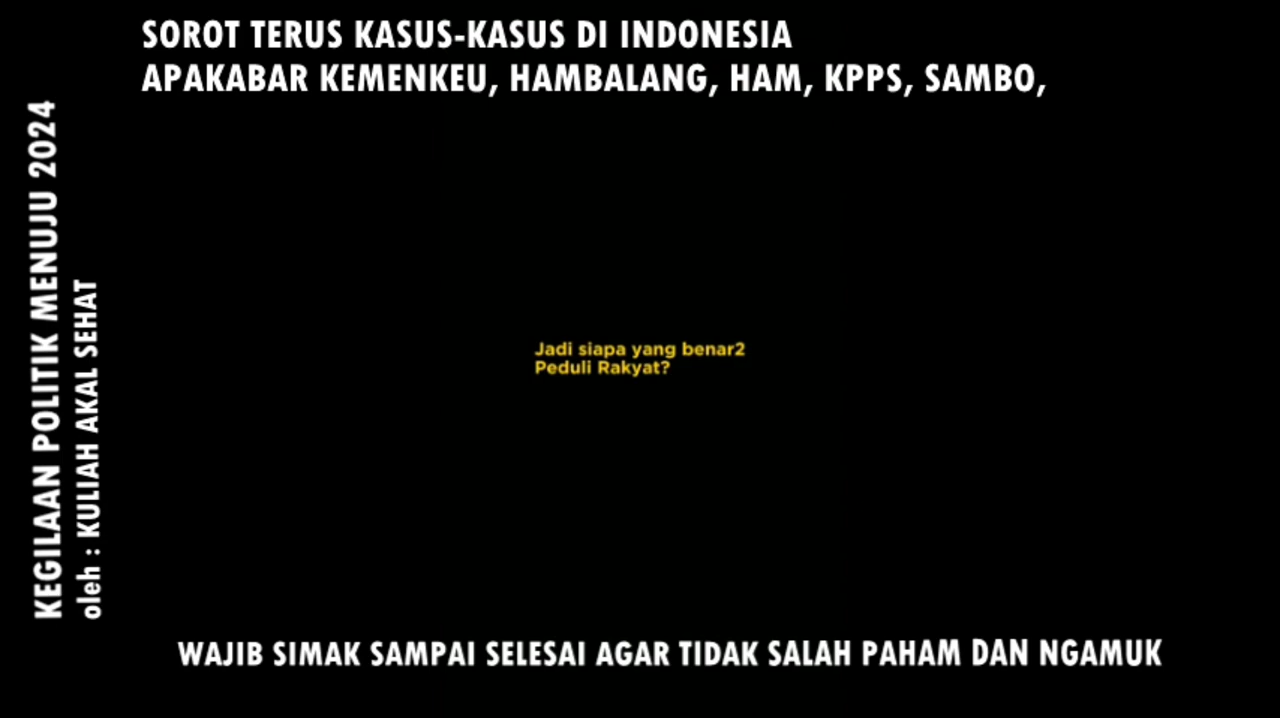 SOROT TERUS KASUS-KASUS DI INDONESIA
APAKABAR KEMENKEU, HAMBALANG, HAM, KPPS, SAMBO,
KEGILAAN POLITIK MENUJU 2024
oleh : KULIAH AKAL SEHAT
Jadi siapa yang benar2
Peduli Rakyat?
WAJIB SIMAK SAMPAI SELESAI AGAR TIDAK SALAH PAHAM DAN NGAMUK